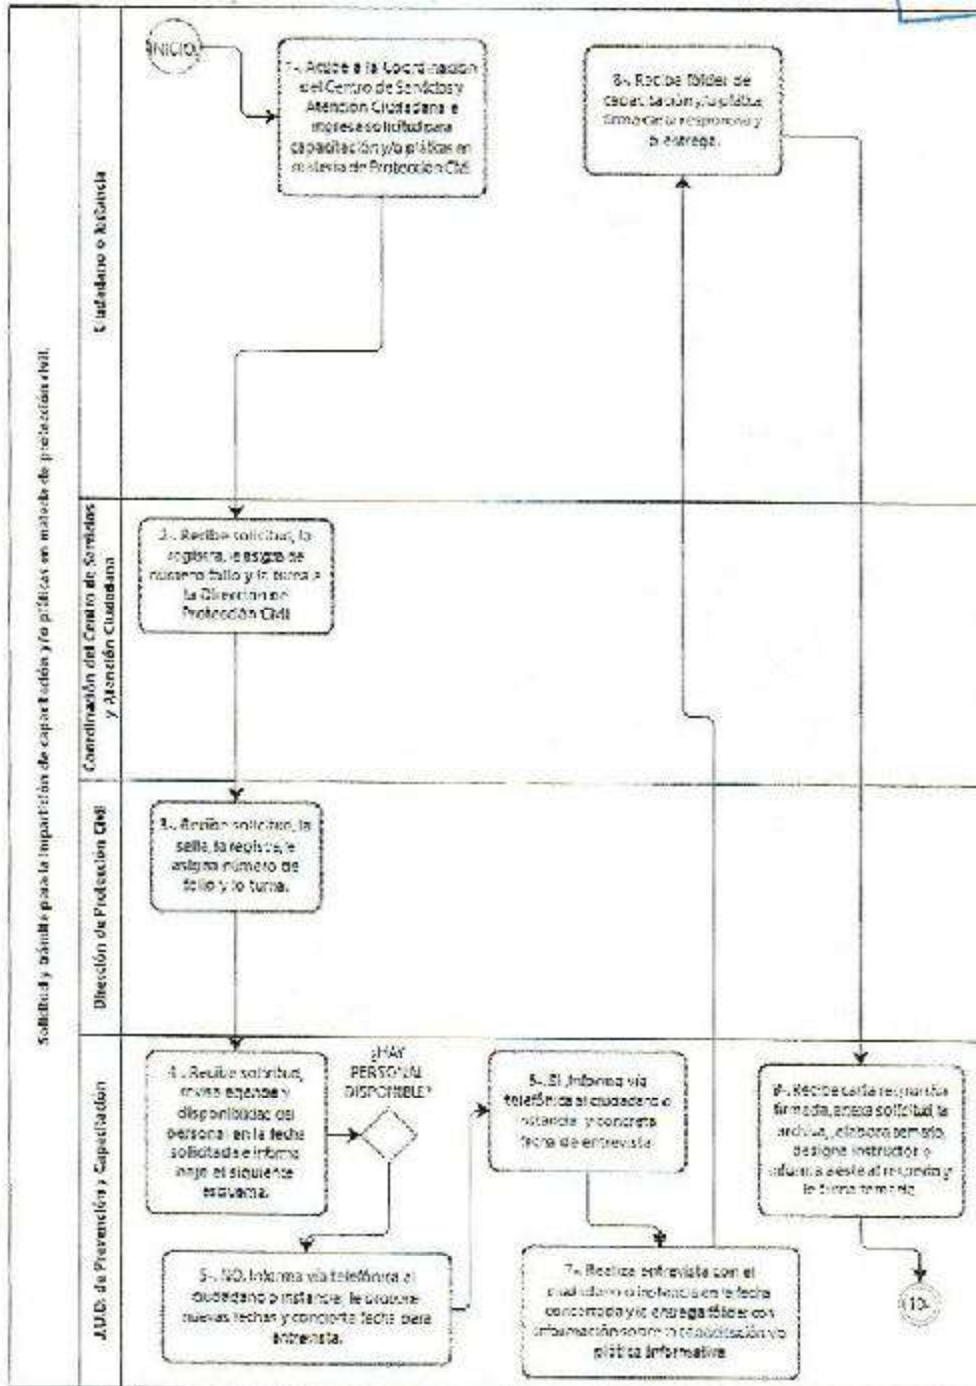 Solicitud y trámite para la impartición de capacitación y/o pláticas en materia de protección civil.
Ciudadano o Instancia
INICIO
1-. Acude a la Coordinación
del Centro de Servicios y
Atención Ciudadana e
ingresa solicitud para
capacitación y/o pláticas en
materia de Protección Civil
8-. Recibe fólder de
capacitación y/o plática,
firma carta responsiva y
la entrega.
Coordinación del Centro de Servicios
y Atención Ciudadana
2-. Recibe solicitud, la
registra, le asigna de
número folio y la turna a
la Dirección de
Protección Civil
Dirección de Protección Civil
3-. Recibe solicitud, la
sella, la registra, le
asigna número de
folio y lo turna.
J.U.D. de Prevención y Capacitación
4-. Recibe solicitud,
revisa agenda y
disponibilidad del
personal en la fecha
solicitada e informa
bajo el siguiente
esquema.
¿HAY
PERSONAL
DISPONIBLE?
5-. NO. Informa vía telefónica al
ciudadano o instancia, le propone
nuevas fechas y concierta fecha para
entrevista.
6-. SI. Informa vía
telefónica al ciudadano o
instancia y concreta
fecha de entrevista
7-. Realiza entrevista con el
ciudadano o instancia en la fecha
concertada y le entrega fólder con
información sobre la capacitación y/o
plática informativa
9-. Recibe carta responsiva
firmada, anexa solicitud, la
archiva, elabora temario,
designa instructor e
informa a éste al respecto y
le turna temario
10-.